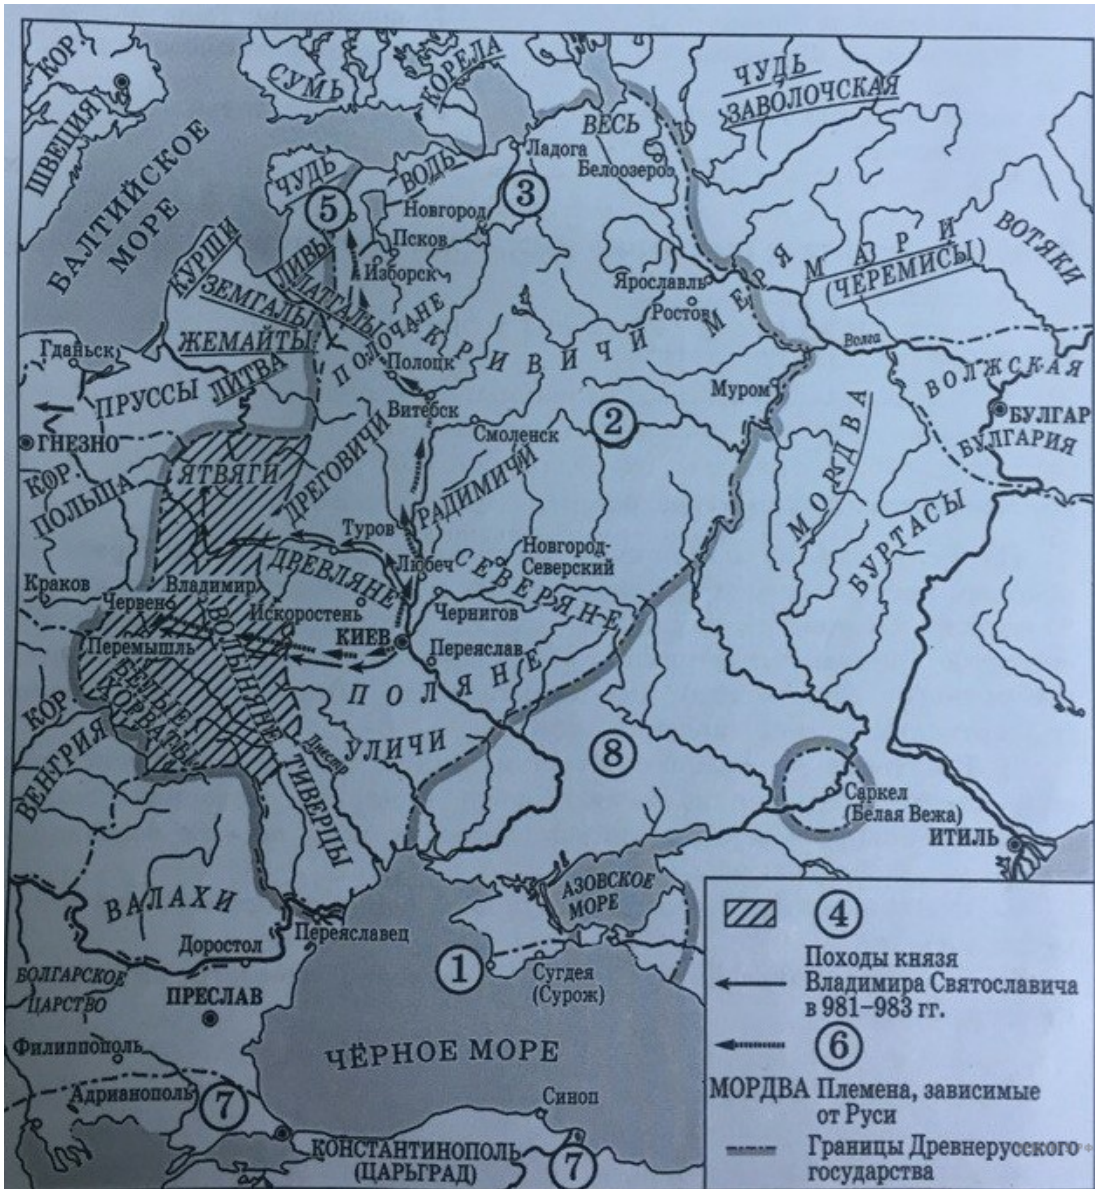 КОР.
ШВЕЦИЯ
СУМЬ
КОРЕЛА
ЧУДЬ
ЗАВОЛОЧСКАЯ
ВЕСЬ
Ладога
Белоозеро
БАЛТИЙСКОЕ
МОРЕ
ЧУДЬ
ВОДЬ
5
3
Новгород
Псков
Изборск
КУРШИ
ЛИВЫ
ЗЕМГАЛЫ
ЛАТГАЛЫ
ЖЕМАЙТЫ
ПОЛОЧАНЕ
КРИВИЧИ
Ярославль
Ростов
МЕРЯ
МАРИ
(ЧЕРЕМИСЫ)
ВОТЯКИ
Волга
Гданьск
ПРУССЫ
ЛИТВА
Полоцк
Витебск
Смоленск
2
Муром
МОРДВА
ВОЛЖСКАЯ
БУЛГАР
БУЛГАРИЯ
ГНЕЗНО
КОР.
ПОЛЬША
ЯТВЯГИ
ДРЕГОВИЧИ
РАДИМИЧИ
БУРТАСЫ
Туров
ДРЕВЛЯНЕ
Любеч
СЕВЕРЯНЕ
Новгород-
Северский
Краков
Червен
Владимир
Искоростень
Чернигов
КИЕВ
Переяслав
Перемышль
ВОЛЫНЯНЕ
БЕЛЫЕ
ХОРВАТЫ
ПОЛЯНЕ
КОР.
ВЕНГРИЯ
УЛИЧИ
Днестр
ТИВЕРЦЫ
8
Саркел
(Белая Вежа)
ИТИЛЬ
ВАЛАХИ
АЗОВСКОЕ
МОРЕ
Переяславец
Доростол
БОЛГАРСКОЕ
ЦАРСТВО
ПРЕСЛАВ
1
Сугдея
(Сурож)
ЧЁРНОЕ МОРЕ
Филиппополь
Адрианополь
7
Синоп
КОНСТАНТИНОПОЛЬ
(ЦАРЬГРАД)
7
4
Походы князя
Владимира Святославича
в 981–983 гг.
6
МОРДВА Племена, зависимые
от Руси
Границы Древнерусского
государства